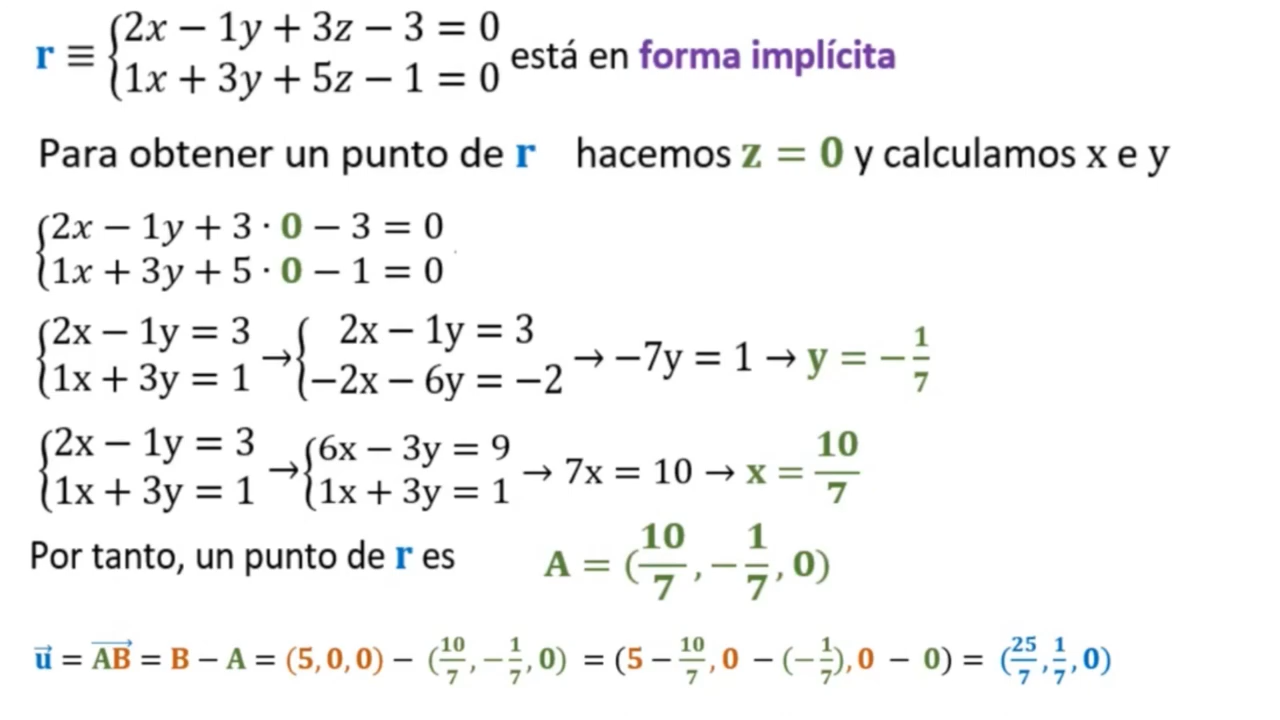 r ≡ {2x − 1y + 3z − 3 = 0
1x + 3y + 5z − 1 = 0 está en forma implícita
Para obtener un punto de r hacemos z = 0 y calculamos x e y
{2x − 1y + 3 · 0 − 3 = 0
1x + 3y + 5 · 0 − 1 = 0
{2x − 1y = 3 → { 2x − 1y = 3
1x + 3y = 1 −2x − 6y = −2 → −7y = 1 → y = −1/7
{2x − 1y = 3 → {6x − 3y = 9
1x + 3y = 1 1x + 3y = 1 → 7x = 10 → x = 10/7
Por tanto, un punto de r es A = (10/7, −1/7, 0)
u⃗ = AB⃗ = B − A = (5, 0, 0) − (10/7, −1/7, 0) = (5 − 10/7, 0 − (−1/7), 0 − 0) = (25/7, 1/7, 0)